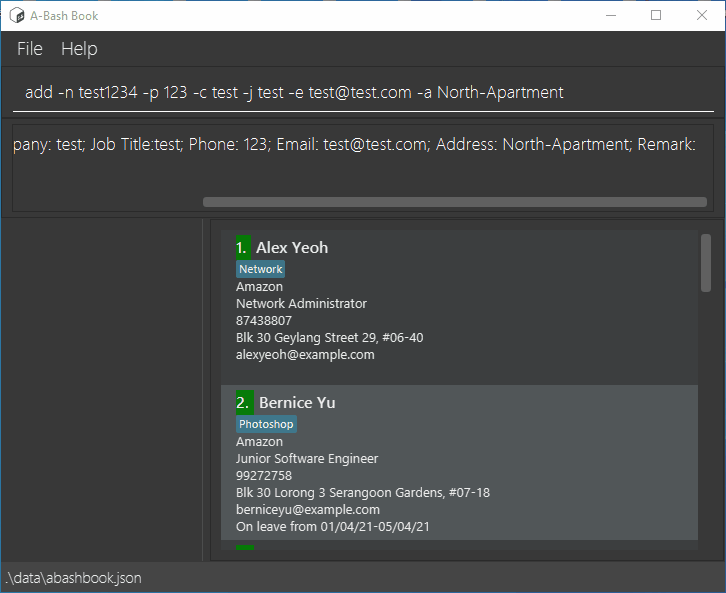 A-Bash Book
File Help
add -n test1234 -p 123 -c test -j test -e test@test.com -a North-Apartment
pany: test; Job Title:test; Phone: 123; Email: test@test.com; Address: North-Apartment; Remark:
1. Alex Yeoh
Network
Amazon
Network Administrator
87438807
Blk 30 Geylang Street 29, #06-40
alexyeoh@example.com
2. Bernice Yu
Photoshop
Amazon
Junior Software Engineer
99272758
Blk 30 Lorong 3 Serangoon Gardens, #07-18
berniceyu@example.com
On leave from 01/04/21-05/04/21
.\data\abashbook.json